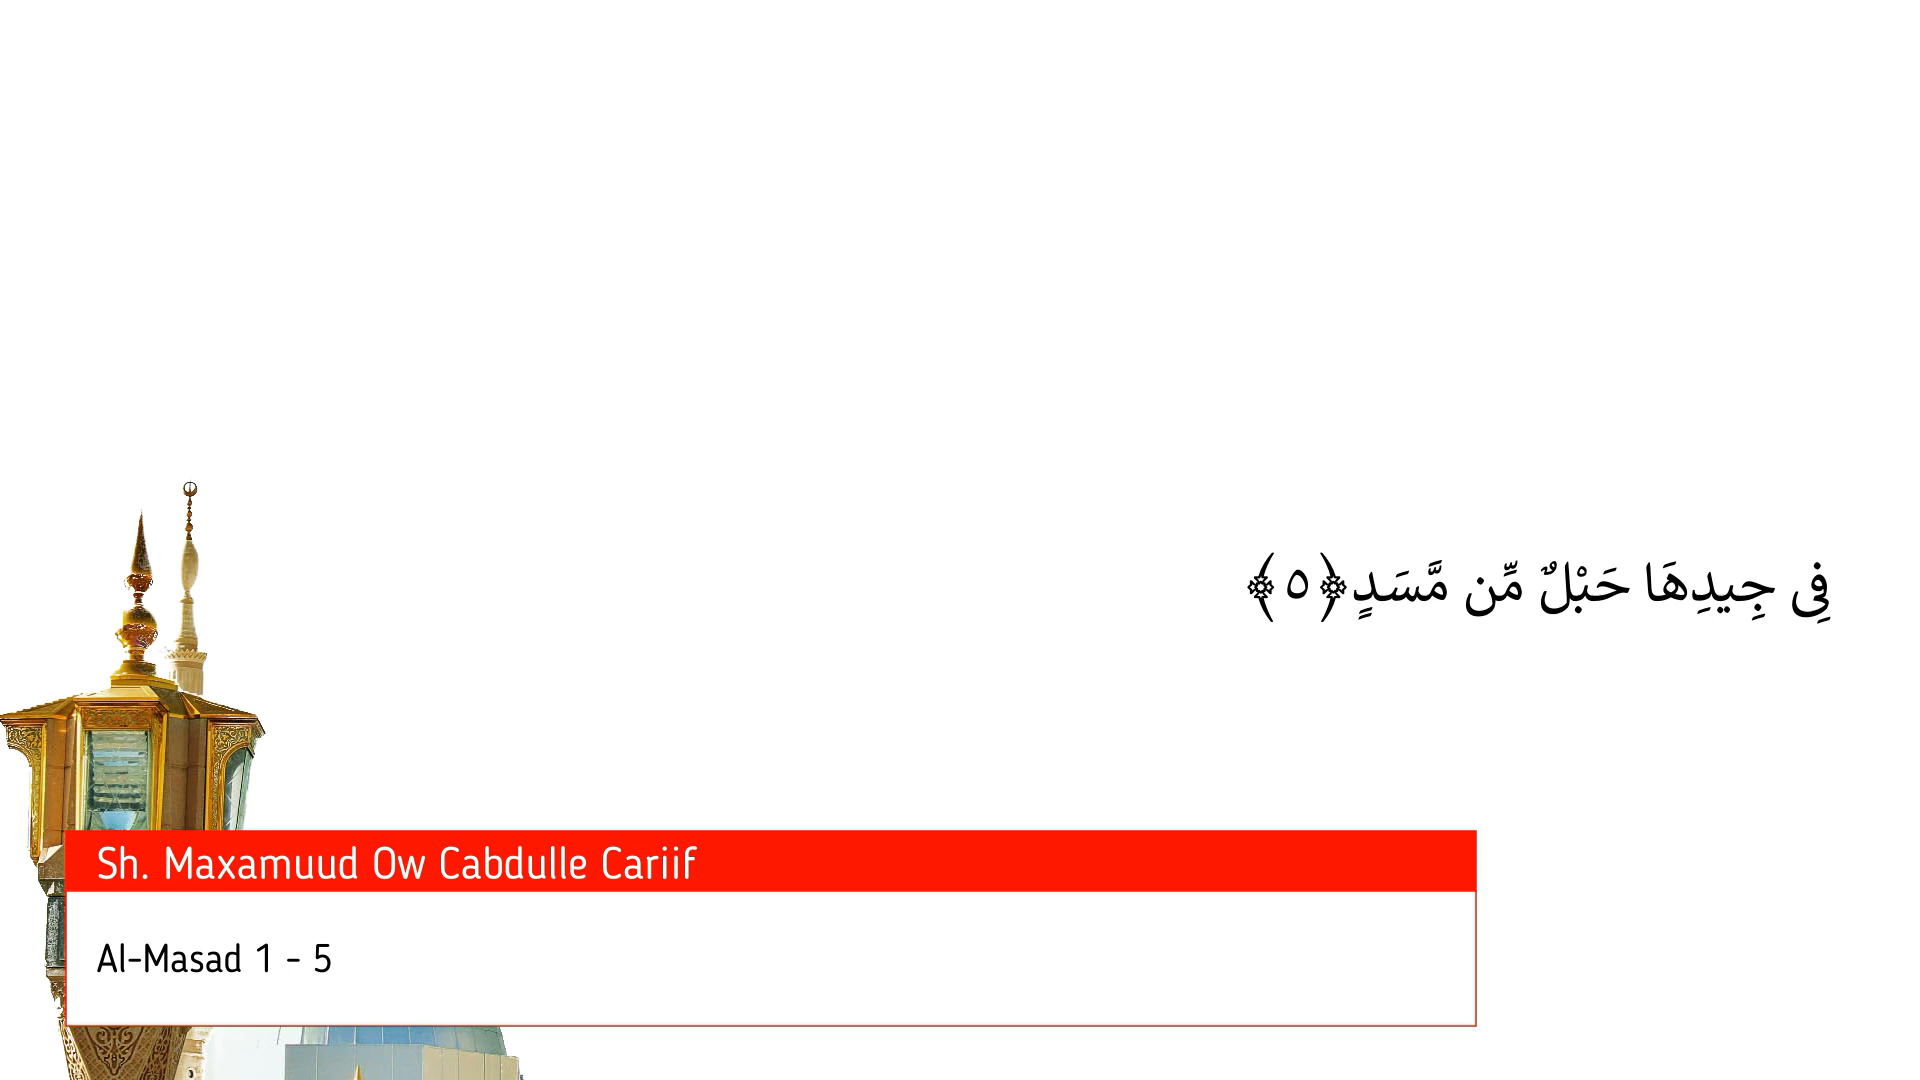 فِى جِيدِهَا حَبْلٌ مِّن مَّسَدٍ ﴿٥﴾
Sh. Maxamuud Ow Cabdulle Cariif
Al-Masad 1 - 5